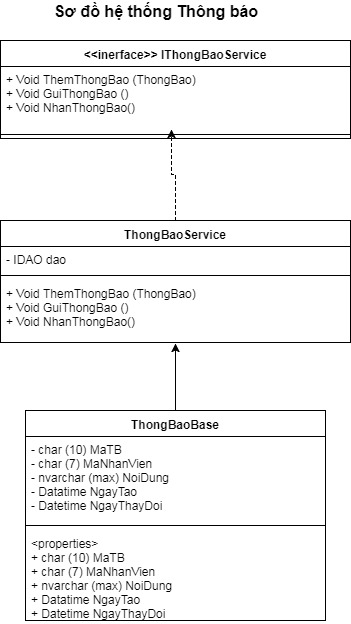 Sơ đồ hệ thống Thông báo
<<inerface>> IThongBaoService
+ Void ThemThongBao (ThongBao)
+ Void GuiThongBao ()
+ Void NhanThongBao()
ThongBaoService
- IDAO dao
+ Void ThemThongBao (ThongBao)
+ Void GuiThongBao ()
+ Void NhanThongBao()
ThongBaoBase
- char (10) MaTB
- char (7) MaNhanVien
- nvarchar (max) NoiDung
- Datatime NgayTao
- Datetime NgayThayDoi
<properties>
+ char (10) MaTB
+ char (7) MaNhanVien
+ nvarchar (max) NoiDung
+ Datatime NgayTao
+ Datetime NgayThayDoi